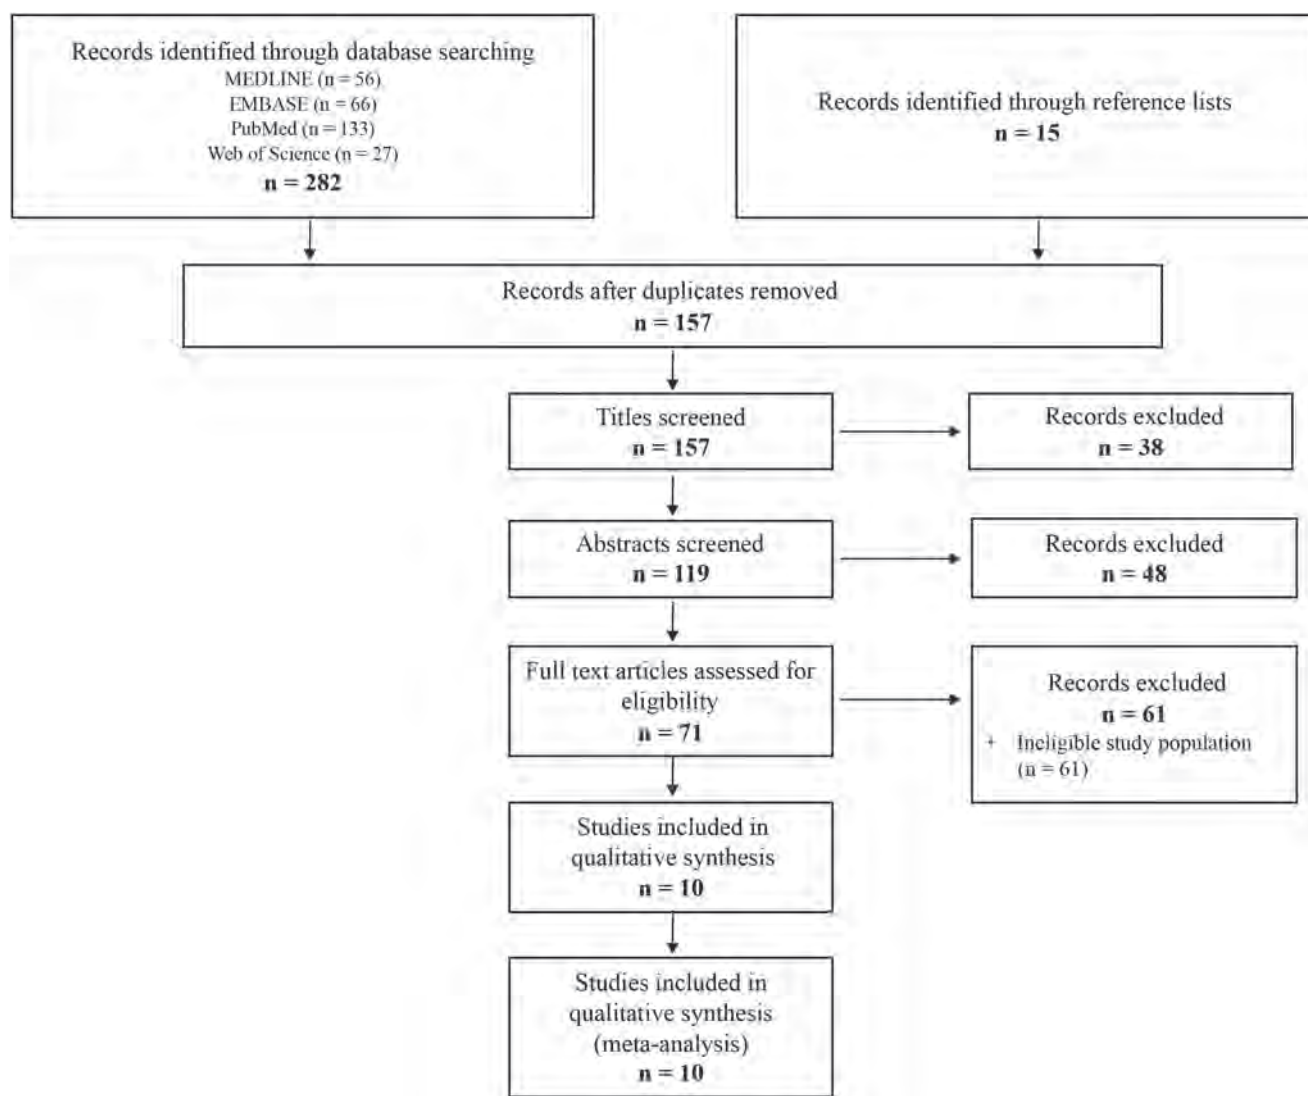 Records identified through database searching
MEDLINE (n = 56)
EMBASE (n = 66)
PubMed (n = 133)
Web of Science (n = 27)
n = 282
Records identified through reference lists
n = 15
Records after duplicates removed
n = 157
Titles screened
n = 157
Records excluded
n = 38
Abstracts screened
n = 119
Records excluded
n = 48
Full text articles assessed for
eligibility
n = 71
Records excluded
n = 61
+ Ineligible study population
(n = 61)
Studies included in
qualitative synthesis
n = 10
Studies included in
qualitative synthesis
(meta-analysis)
n = 10